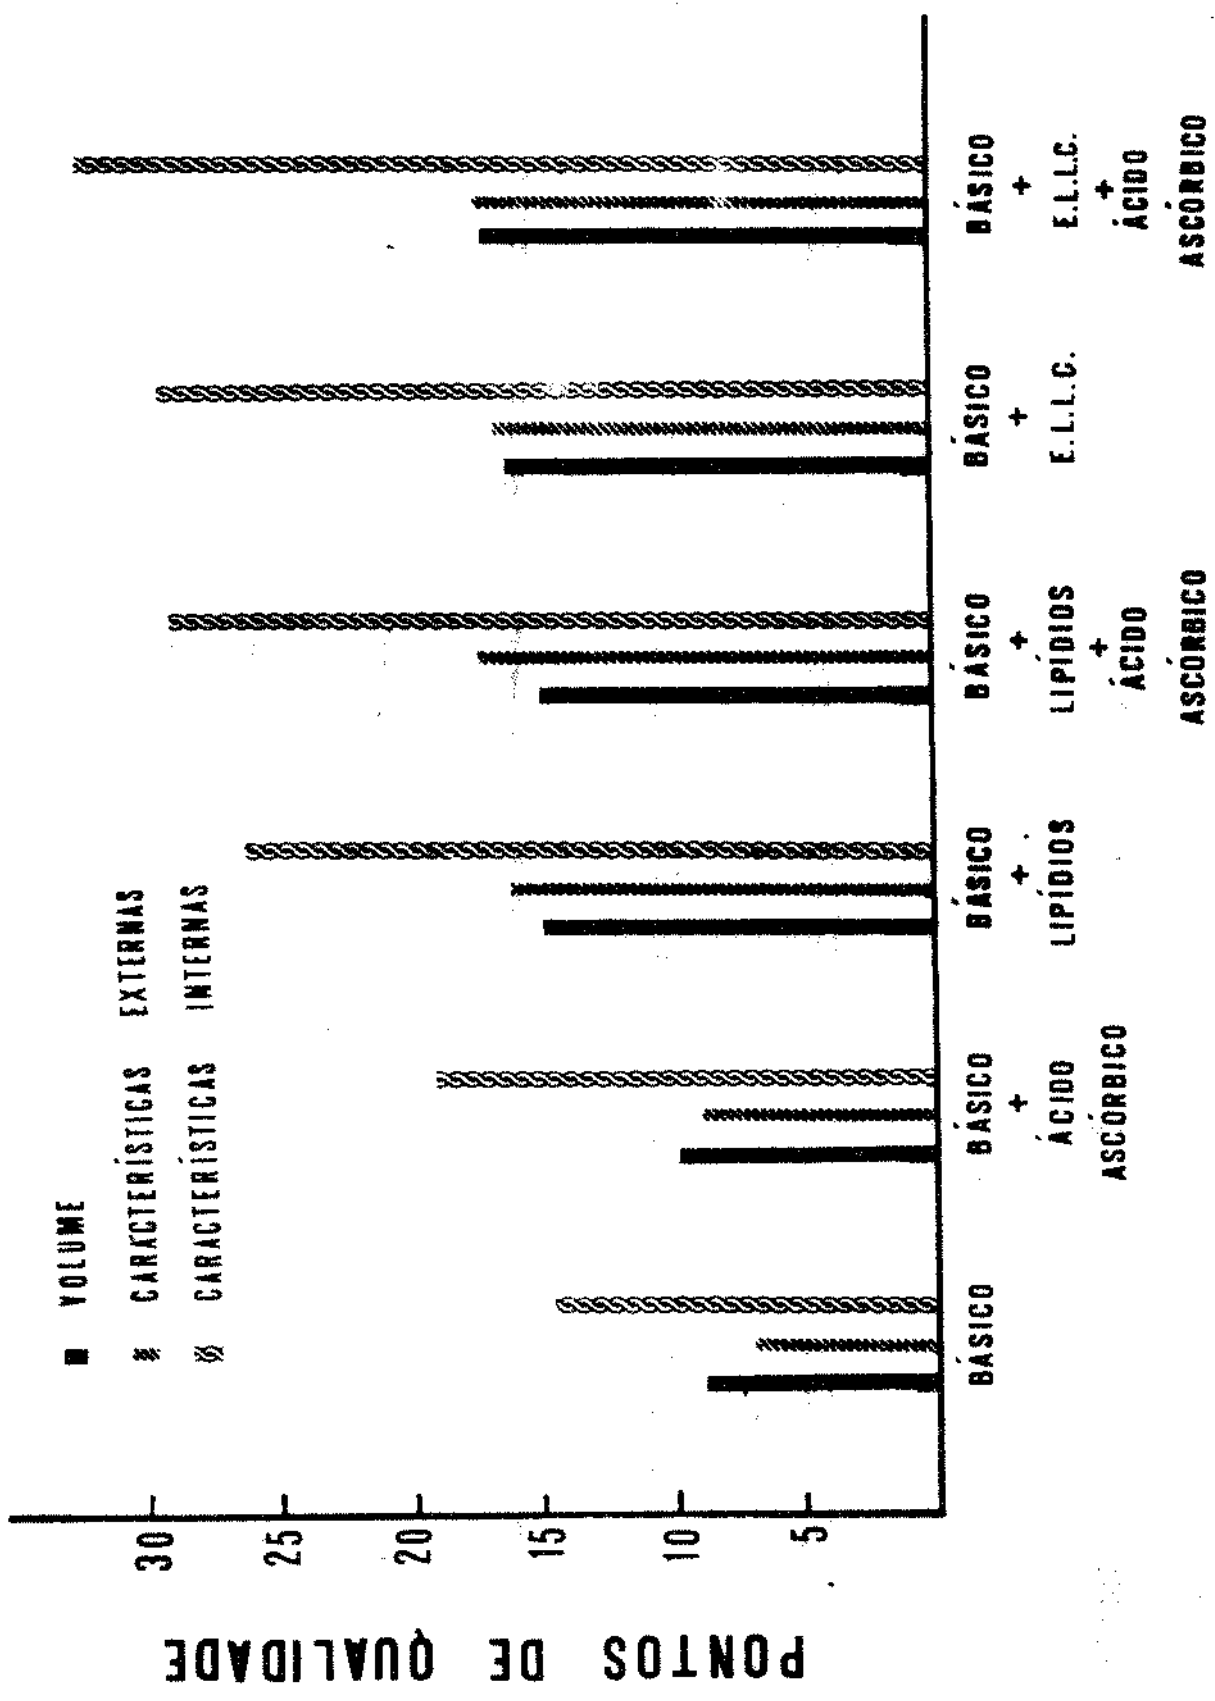 PONTOS DE QUALIDADE
30
25
20
15
10
5
VOLUME
CARACTERÍSTICAS EXTERNAS
CARACTERÍSTICAS INTERNAS
BÁSICO
BÁSICO
+
ÁCIDO
ASCÓRBICO
BÁSICO
+
LIPÍDIOS
BÁSICO
+
LIPÍDIOS
+
ÁCIDO
ASCÓRBICO
BÁSICO
+
E.L.L.C.
BÁSICO
+
E.L.L.C.
+
ÁCIDO
ASCÓRBICO